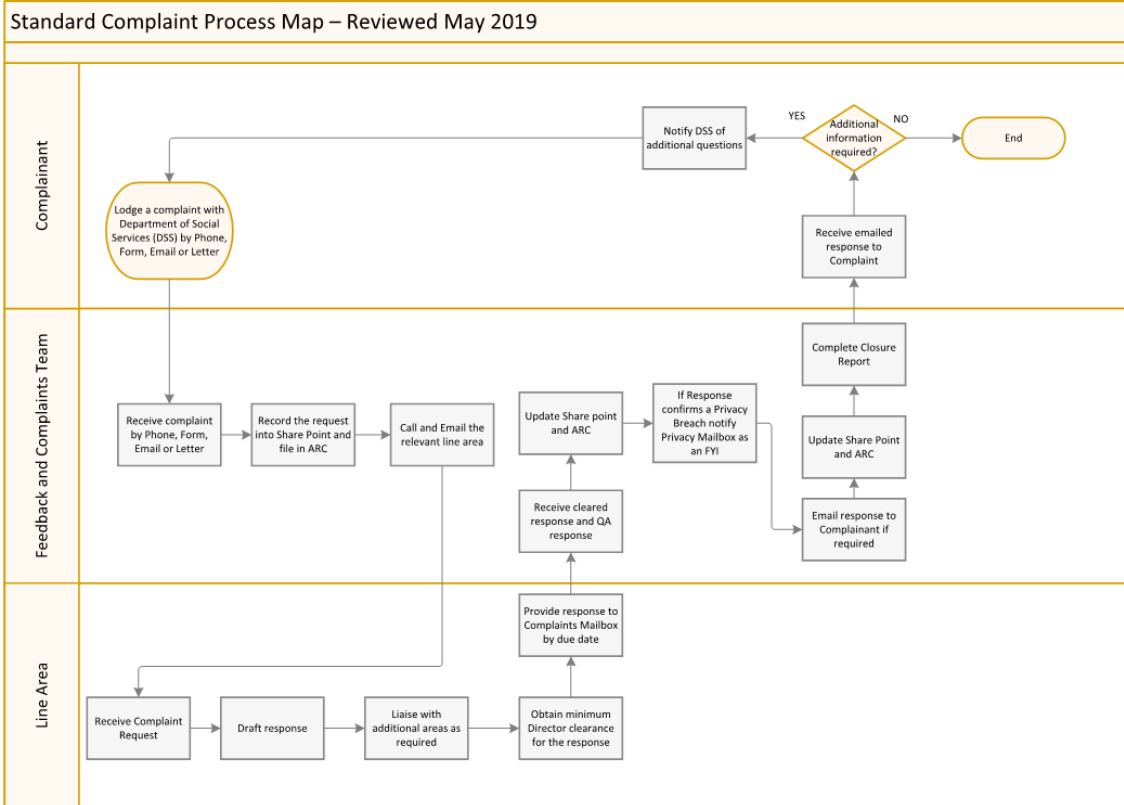 Standard Complaint Process Map – Reviewed May 2019
Complainant
Notify DSS of
additional questions
YES
Additional
information
required?
NO
End
Lodge a complaint with
Department of Social
Services (DSS) by Phone,
Form, Email or Letter
Receive emailed
response to
Complaint
Feedback and Complaints Team
Receive complaint
by Phone, Form,
Email or Letter
Record the request
into Share Point and
file in ARC
Call and Email the
relevant line area
Update Share point
and ARC
If Response
confirms a Privacy
Breach notify
Privacy Mailbox as
an FYI
Complete Closure
Report
Update Share Point
and ARC
Receive cleared
response and QA
response
Email response to
Complainant if
required
Line Area
Provide response to
Complaints Mailbox
by due date
Receive Complaint
Request
Draft response
Liaise with
additional areas as
required
Obtain minimum
Director clearance
for the response